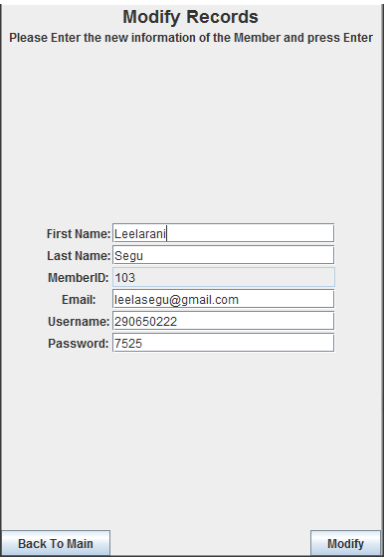 Modify Records
Please Enter the new information of the Member and press Enter
First Name: Leelarani
Last Name: Segu
MemberID: 103
Email: leelasegu@gmail.com
Username: 290650222
Password: 7525
Back To Main Modify